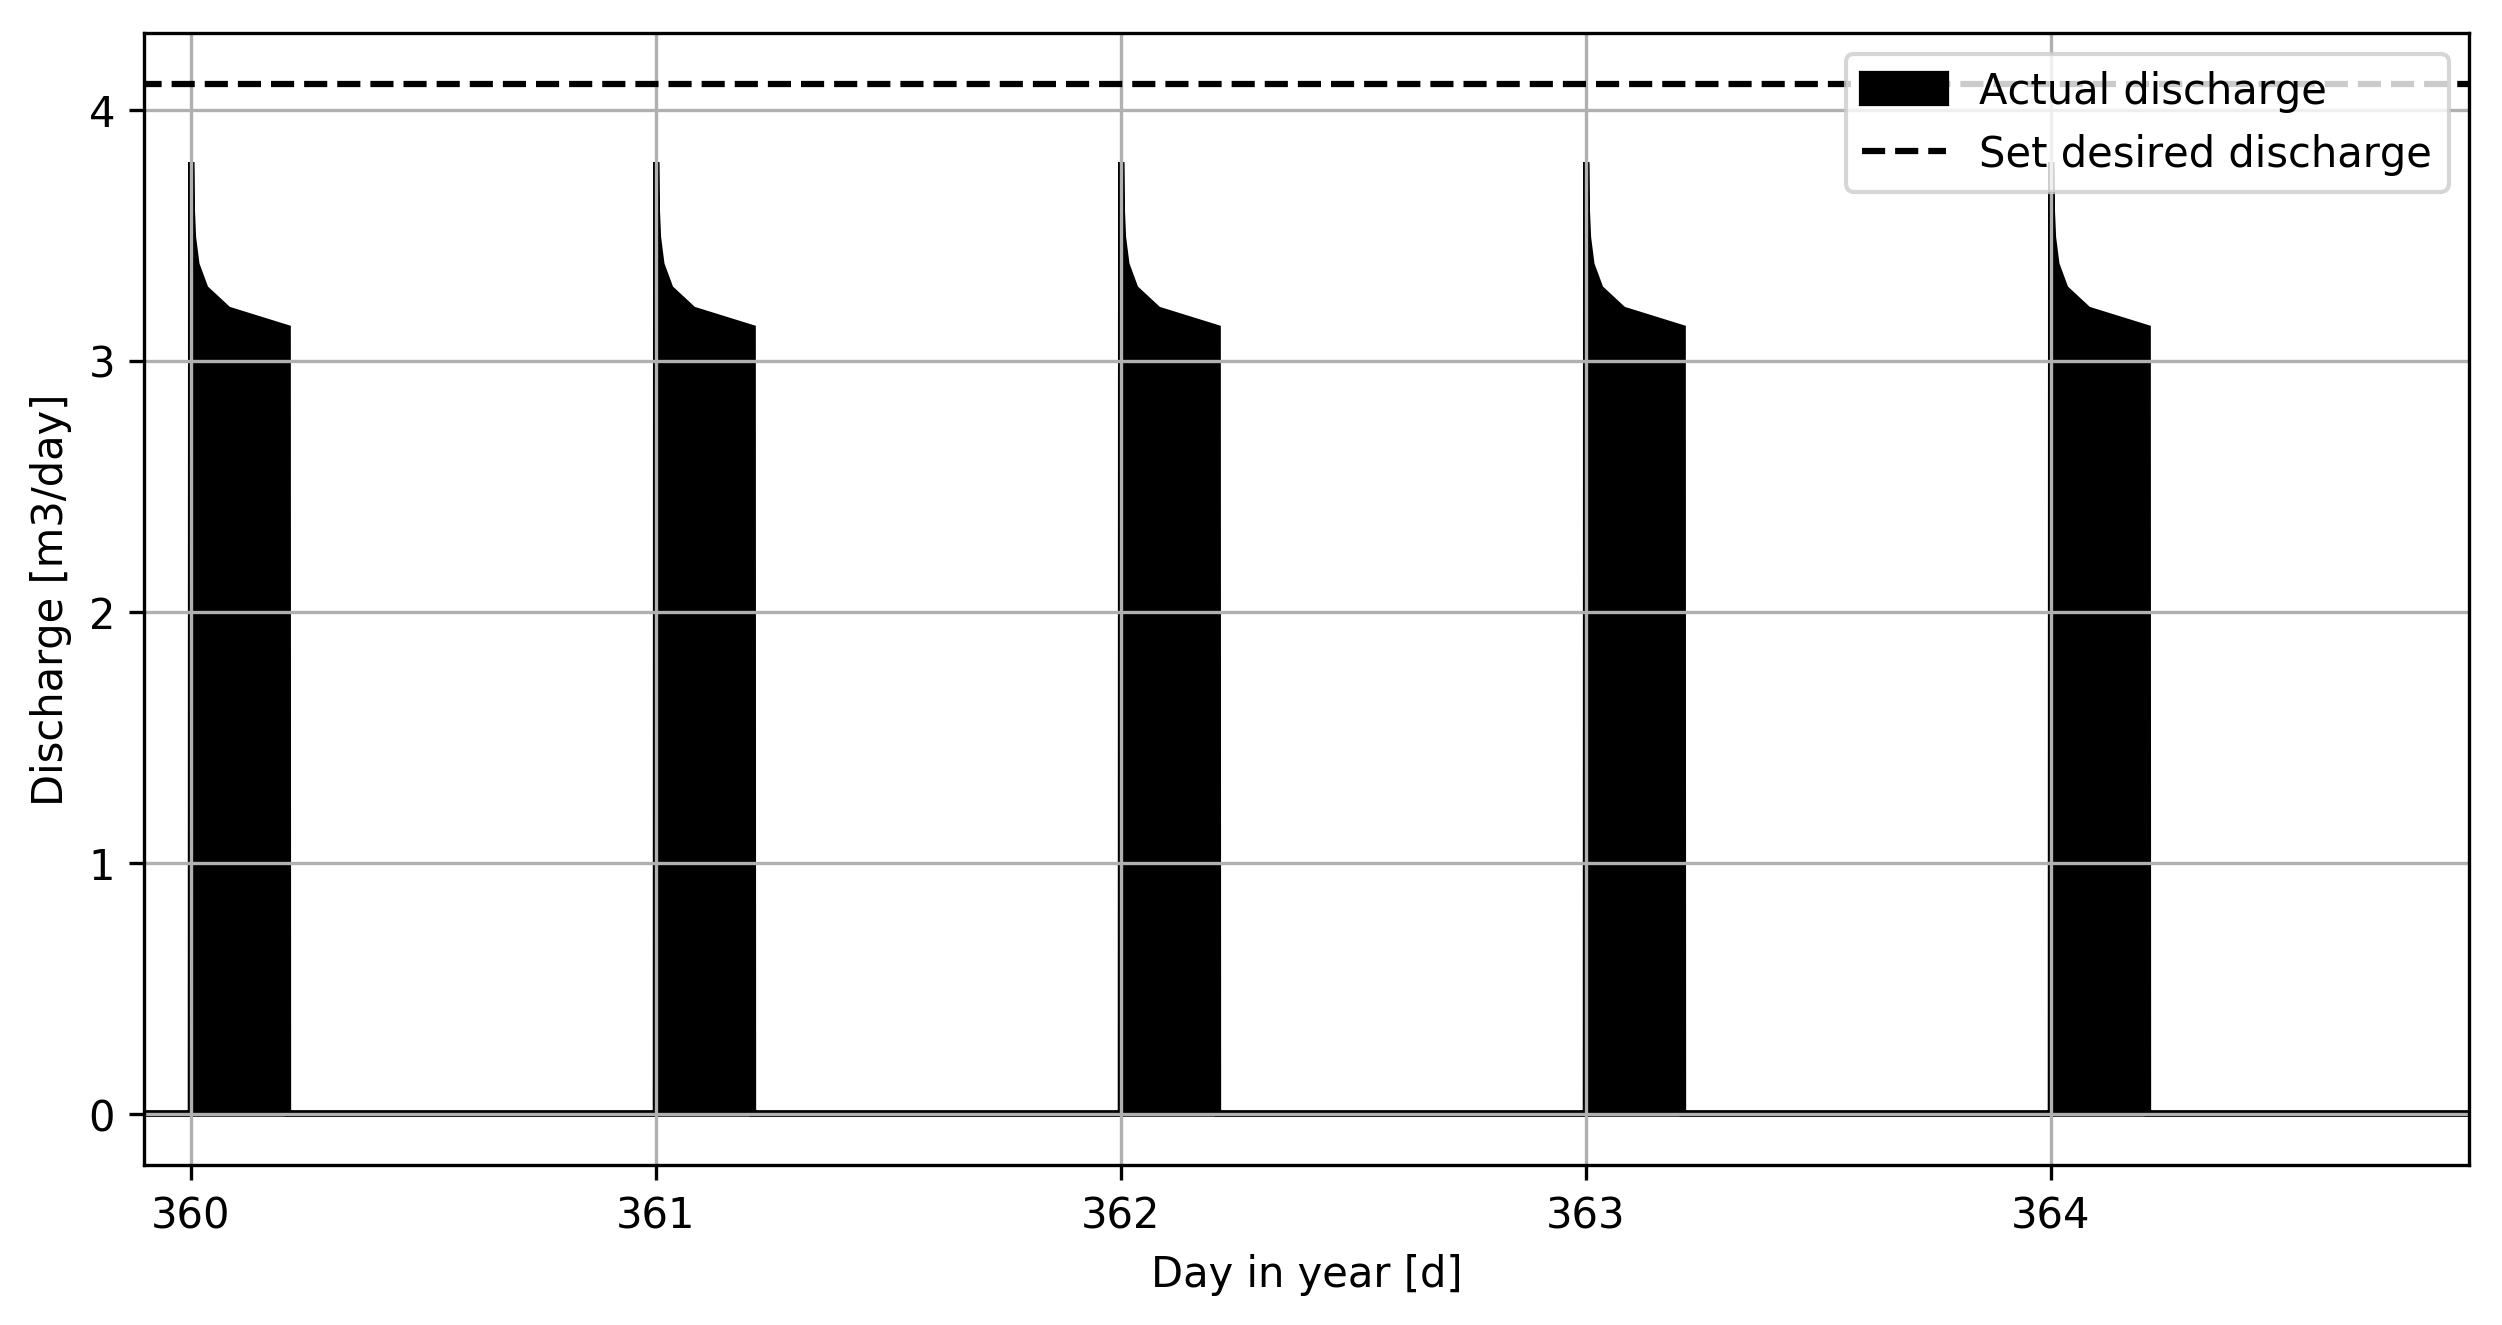 Actual discharge
Set desired discharge
Discharge [m3/day]
4
3
2
1
0
360 361 362 363 364
Day in year [d]